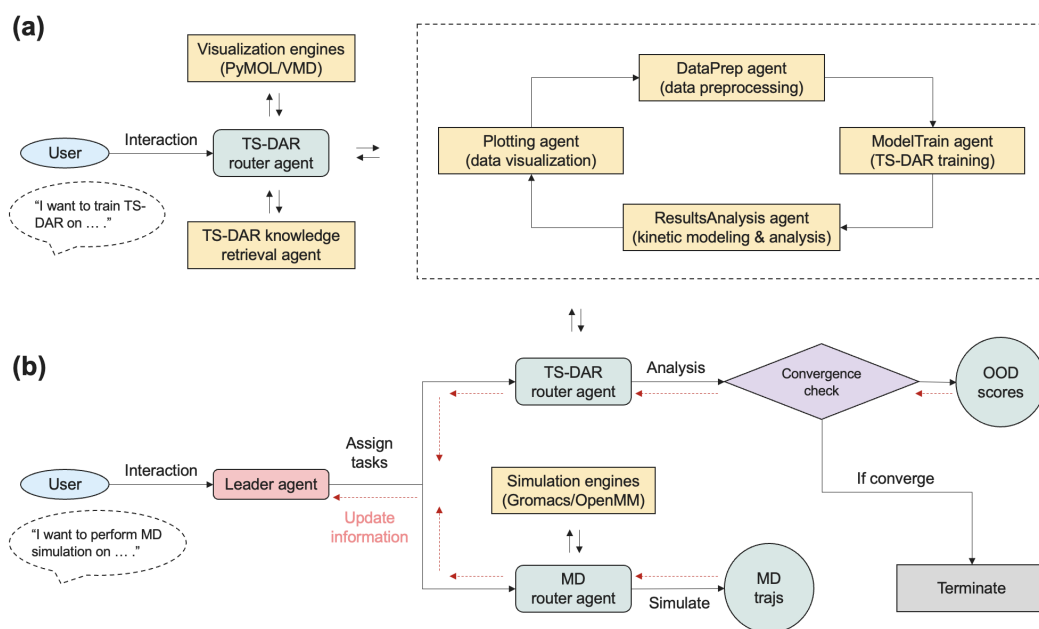 (a)
Visualization engines
(PyMOL/VMD)
User
Interaction
TS-DAR
router agent
"I want to train TS-
DAR on ... ."
TS-DAR knowledge
retrieval agent
DataPrep agent
(data preprocessing)
Plotting agent
(data visualization)
ModelTrain agent
(TS-DAR training)
ResultsAnalysis agent
(kinetic modeling & analysis)
(b)
TS-DAR
router agent
Analysis
Convergence
check
OOD
scores
User
Interaction
Leader agent
Assign
tasks
Update
information
Simulation engines
(Gromacs/OpenMM)
If converge
"I want to perform MD
simulation on ... ."
MD
router agent
Simulate
MD
trajs
Terminate